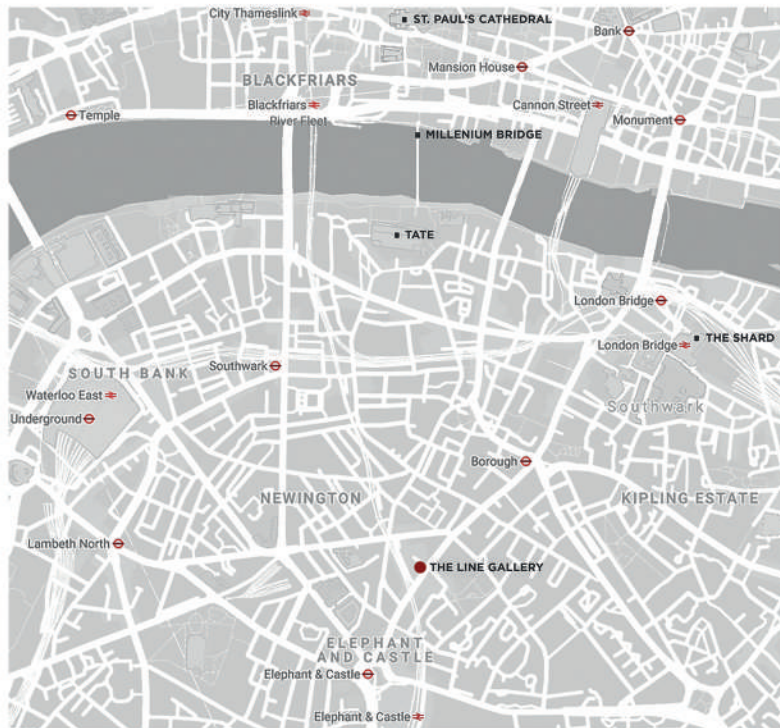 City Thameslink
ST. PAUL'S CATHEDRAL
Bank
Mansion House
BLACKFRIARS
Blackfriars
Cannon Street
Temple
River Fleet
Monument
MILLENIUM BRIDGE
TATE
London Bridge
THE SHARD
London Bridge
Southwark
SOUTH BANK
Waterloo East
Southwark
Underground
Borough
NEWINGTON
KIPLING ESTATE
Lambeth North
THE LINE GALLERY
ELEPHANT
AND CASTLE
Elephant & Castle
Elephant & Castle